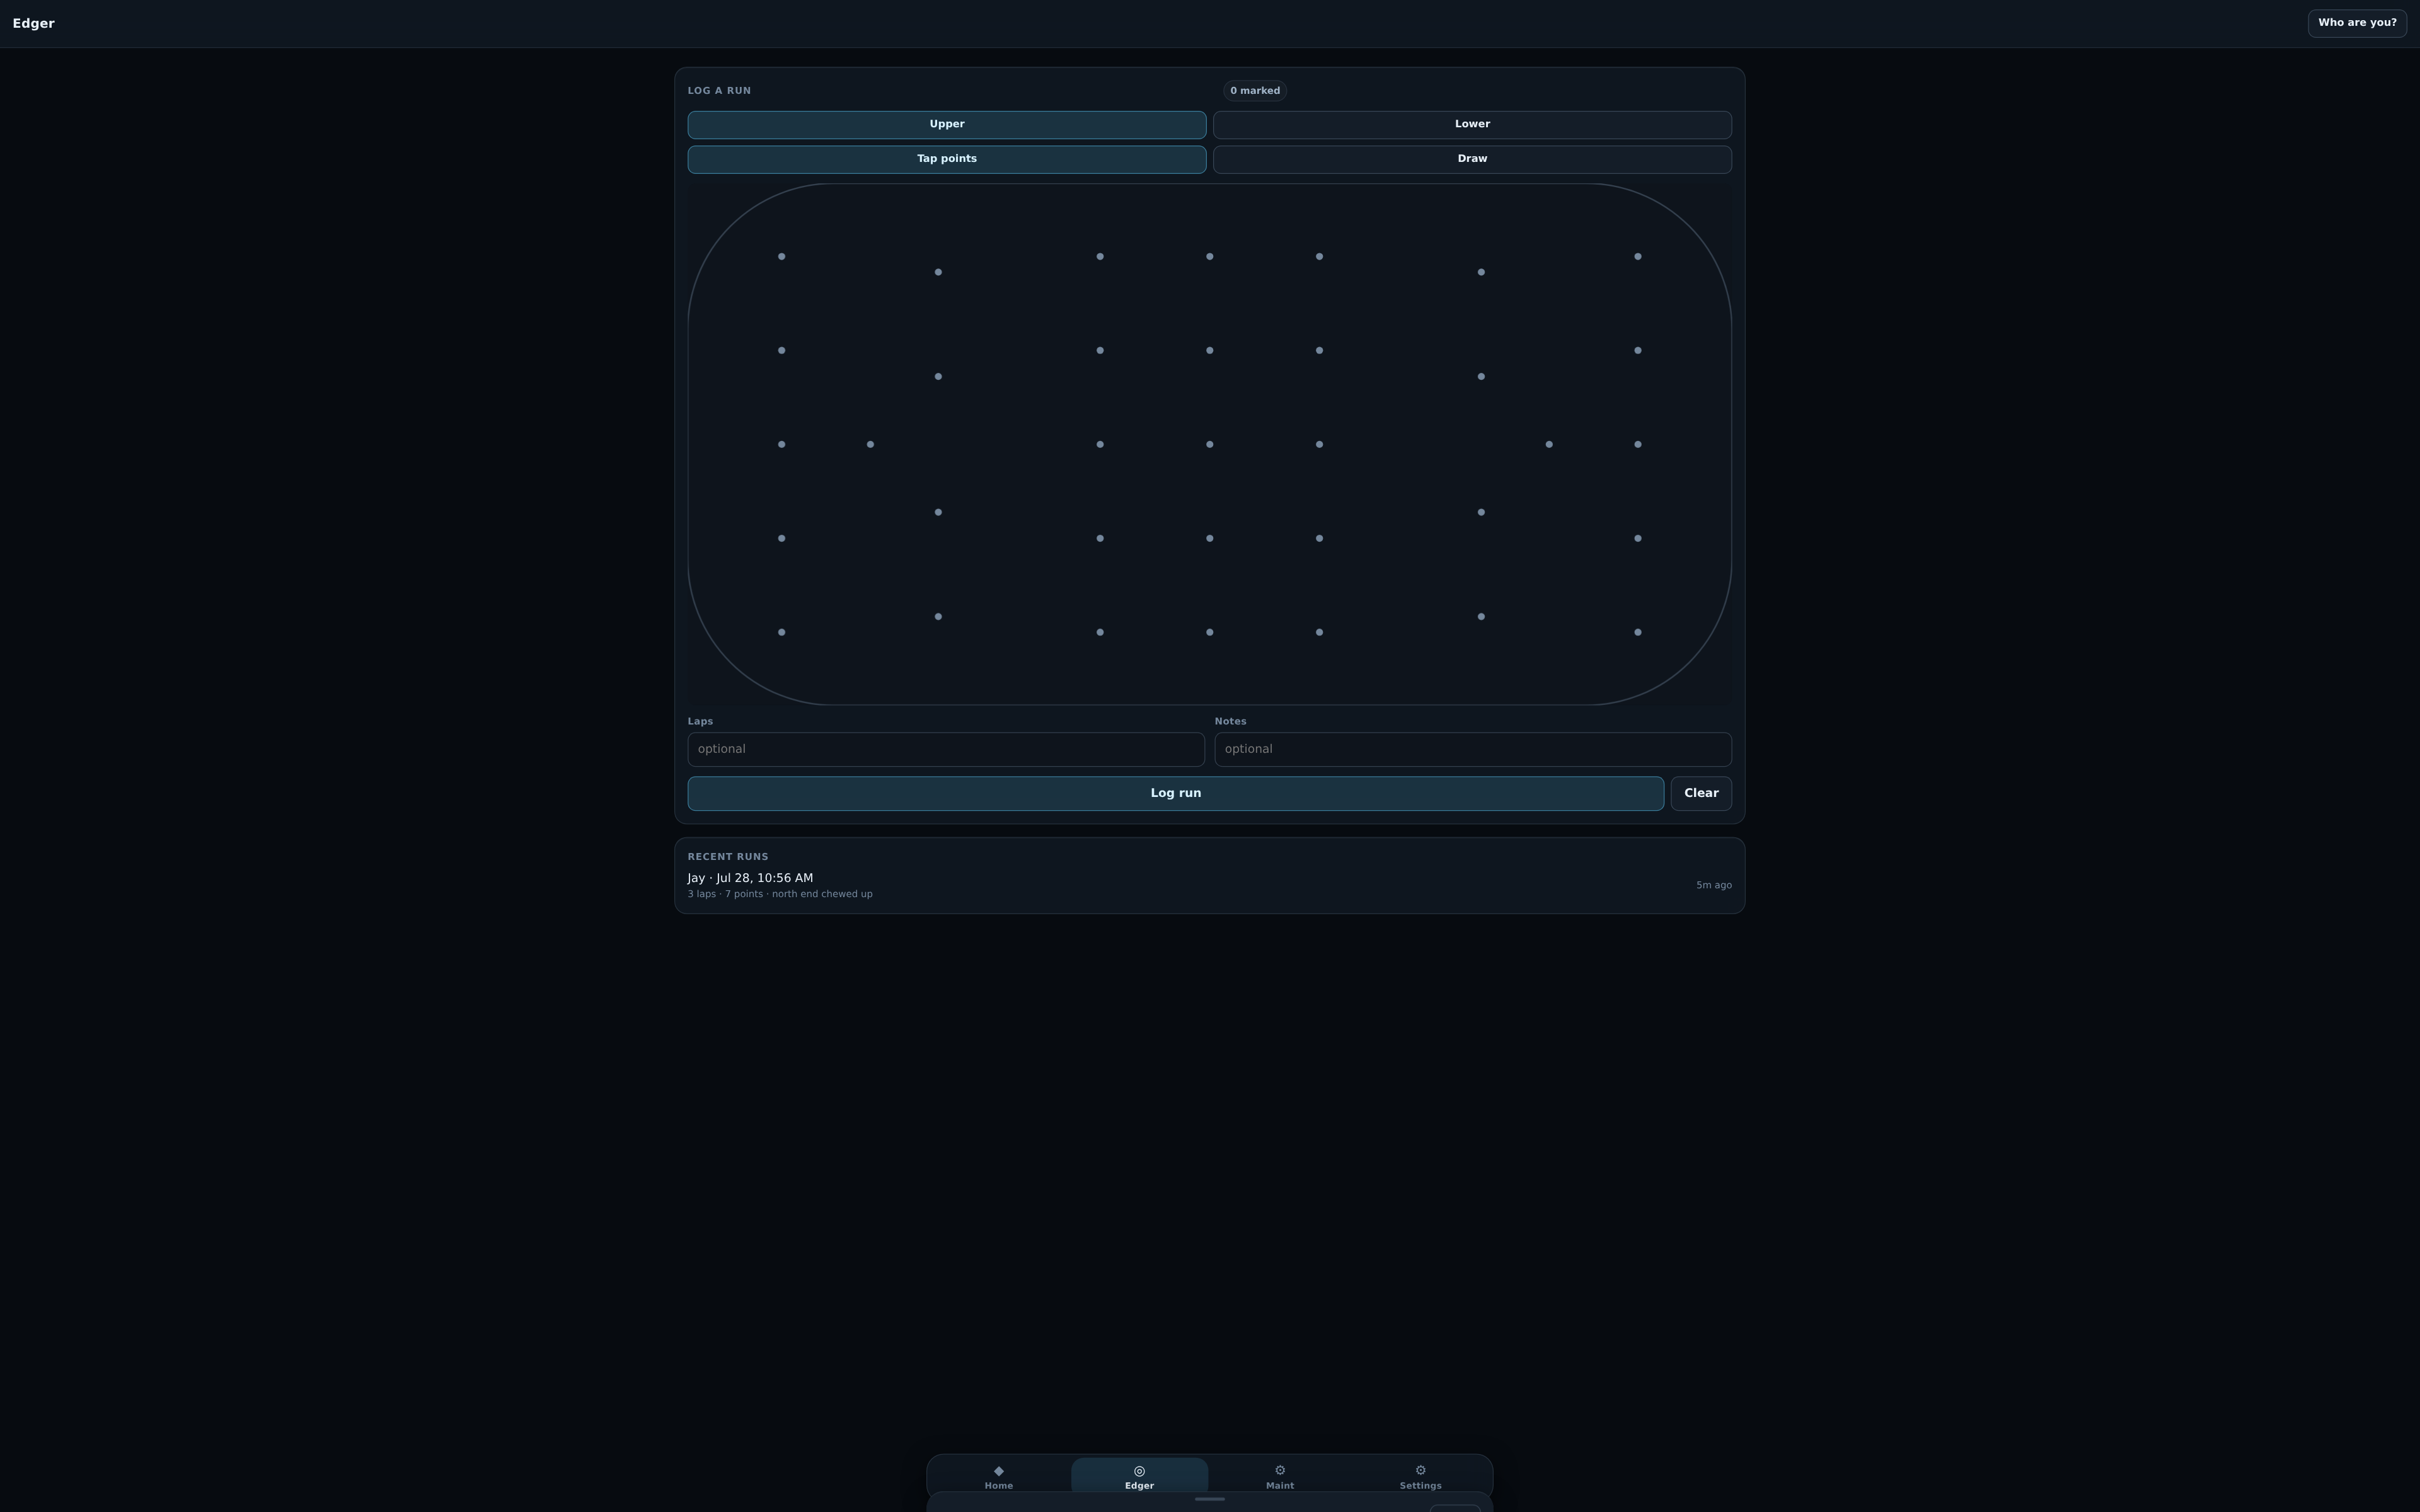 Edger
Who are you?
LOG A RUN
0 marked
Upper
Lower
Tap points
Draw
Laps
Notes
optional
optional
Log run
Clear
RECENT RUNS
Jay · Jul 28, 10:56 AM
3 laps · 7 points · north end chewed up
5m ago
Home
Edger
Maint
Settings